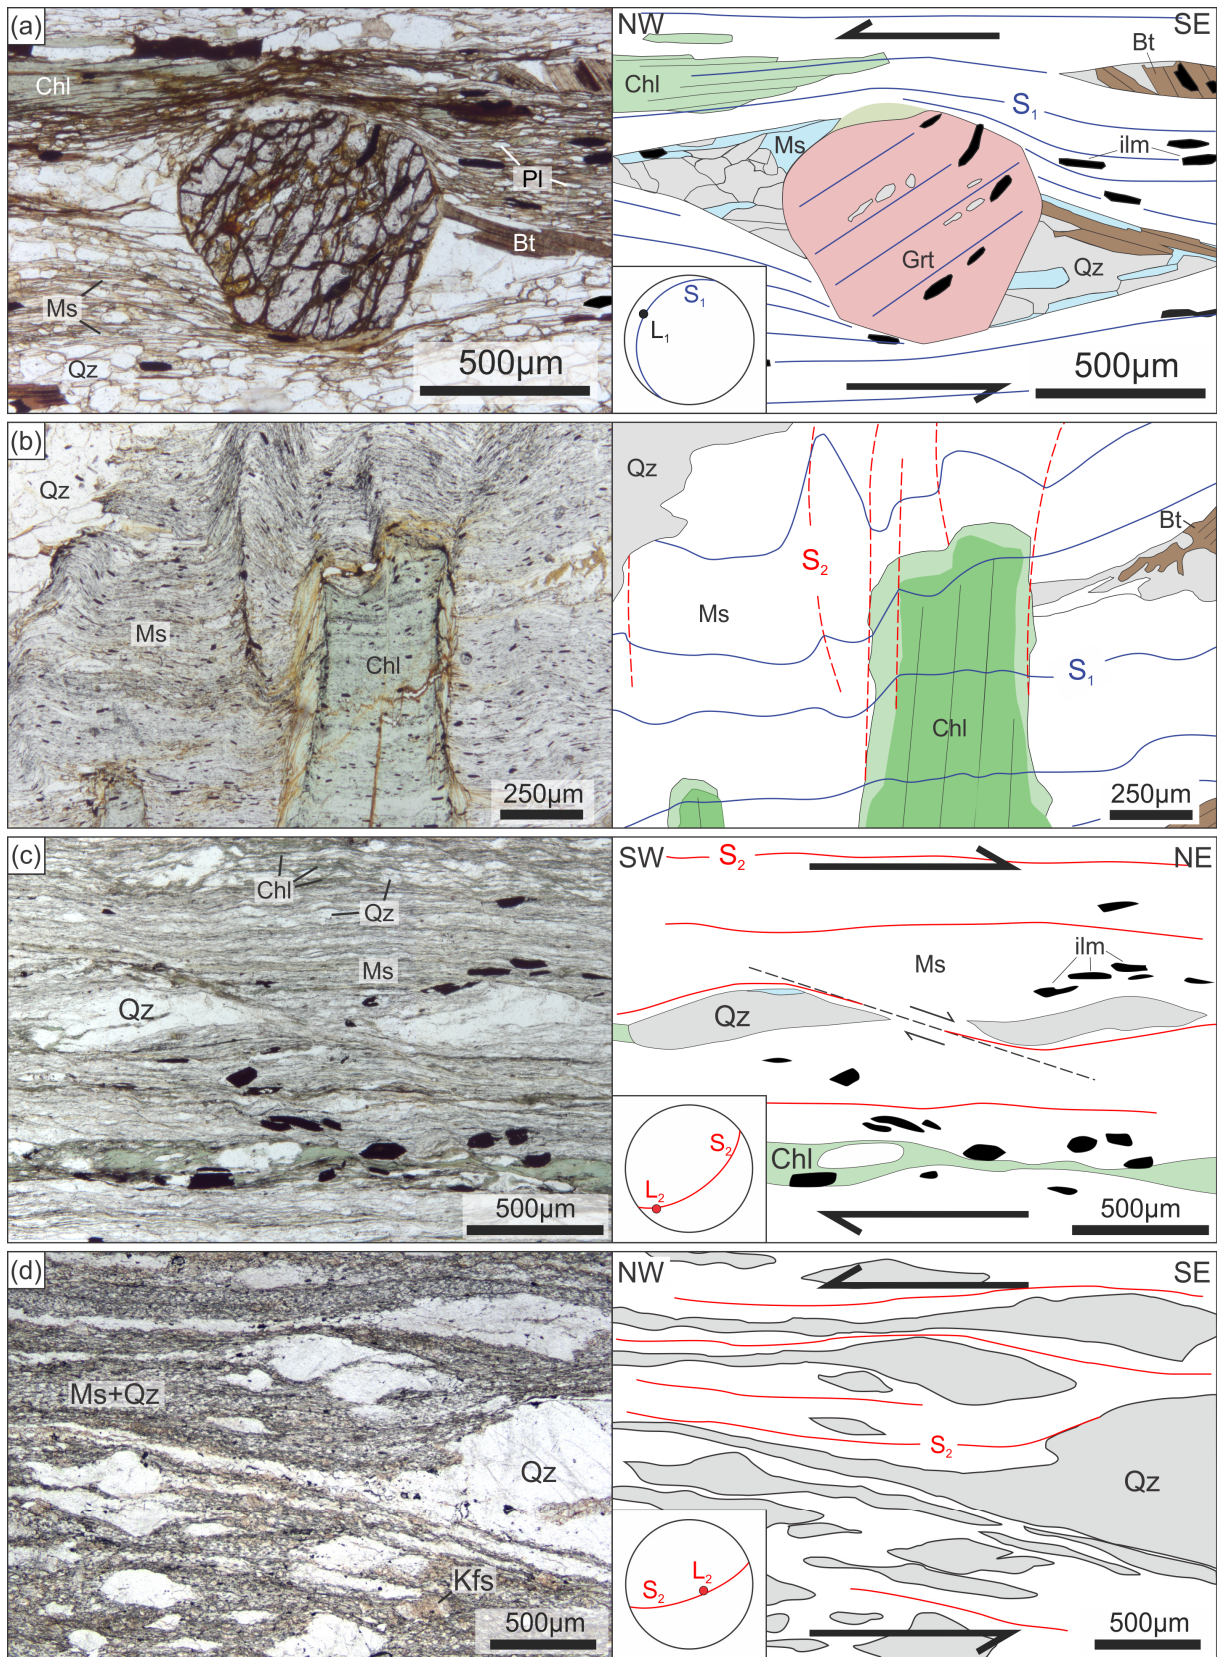 (a)
Chl
Pl
Bt
Ms
Qz
500µm
NW
SE
Bt
Chl
S1
Ms
ilm
Grt
Qz
S1
L1
500µm
(b)
Qz
Ms
Chl
250µm
Qz
Bt
S2
Ms
S1
Chl
250µm
(c)
Chl
Qz
Ms
Qz
500µm
SW
S2
NE
ilm
Ms
Qz
S2
L2
Chl
500µm
(d)
Ms+Qz
Qz
Kfs
500µm
NW
SE
S2
Qz
L2
S2
500µm